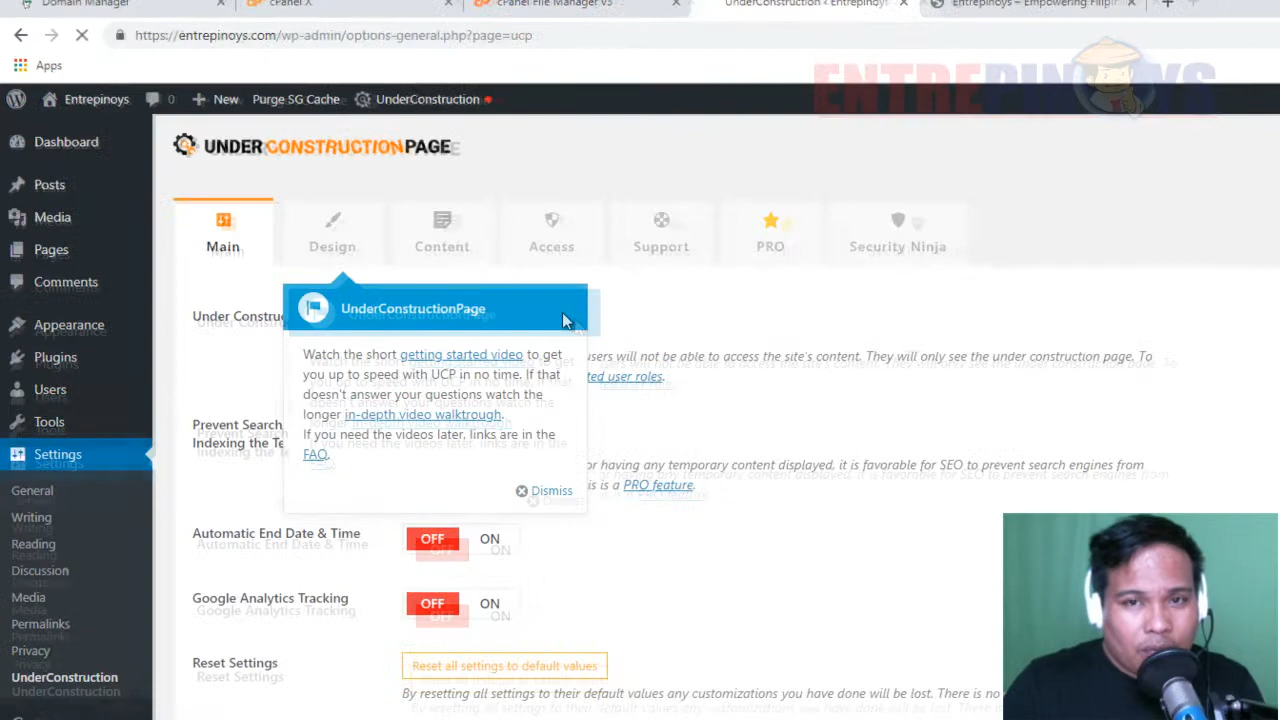 Domain Manager
cPanel X
cPanel File Manager v3
UnderConstruction ‹ Entrepinoys
Entrepinoys – Empowering Filipin
https://entrepinoys.com/wp-admin/options-general.php?page=ucp
Apps
ENTREPINOYS
Entrepinoys
0
New
Purge SG Cache
UnderConstruction
Dashboard
Posts
Media
Pages
Comments
Appearance
Plugins
Users
Tools
Settings
General
Writing
Reading
Discussion
Media
Permalinks
Privacy
UnderConstruction
UNDERCONSTRUCTIONPAGE
Main
Design
Content
Access
Support
PRO
Security Ninja
Under Constru
UnderConstructionPage
Watch the short getting started video to get
you up to speed with UCP in no time. If that
doesn't answer your questions watch the
longer in-depth video walktrough.
If you need the videos later, links are in the
FAQ.
Dismiss
users will not be able to access the site's content. They will only see the under construction page. To
ted user roles.
Prevent Search
Indexing the Te
or having any temporary content displayed, it is favorable for SEO to prevent search engines from
is is a PRO feature.
Automatic End Date & Time
OFF ON
Google Analytics Tracking
OFF ON
Reset Settings
Reset all settings to default values
By resetting all settings to their default values any customizations you have done will be lost. There is no